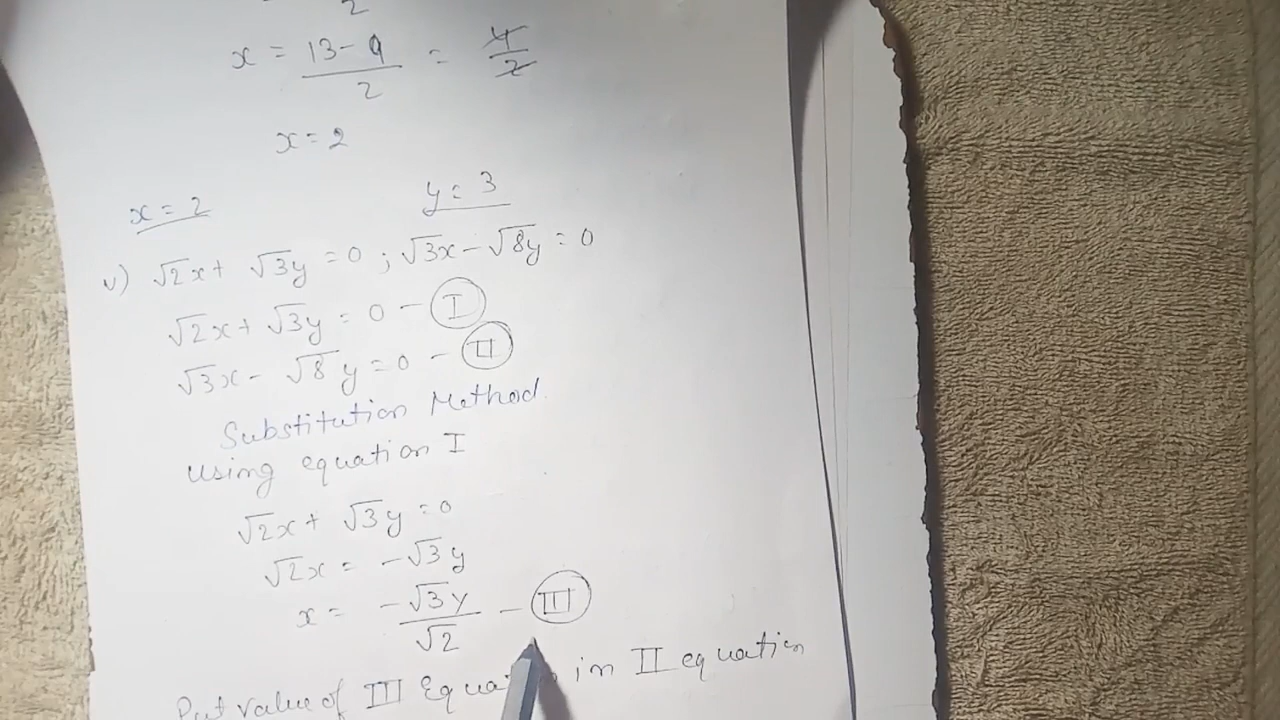 2
x = 13 - 9 / 2 = 4 / 2
x = 2
x = 2 y = 3
v) √2x + √3y = 0 ; √3x - √8y = 0
√2x + √3y = 0 - I
√3x - √8 y = 0 - II
Substitution Method.
using equation I
√2x + √3y = 0
√2x = -√3y
x = -√3y / √2 - III
Put value of III in II equation